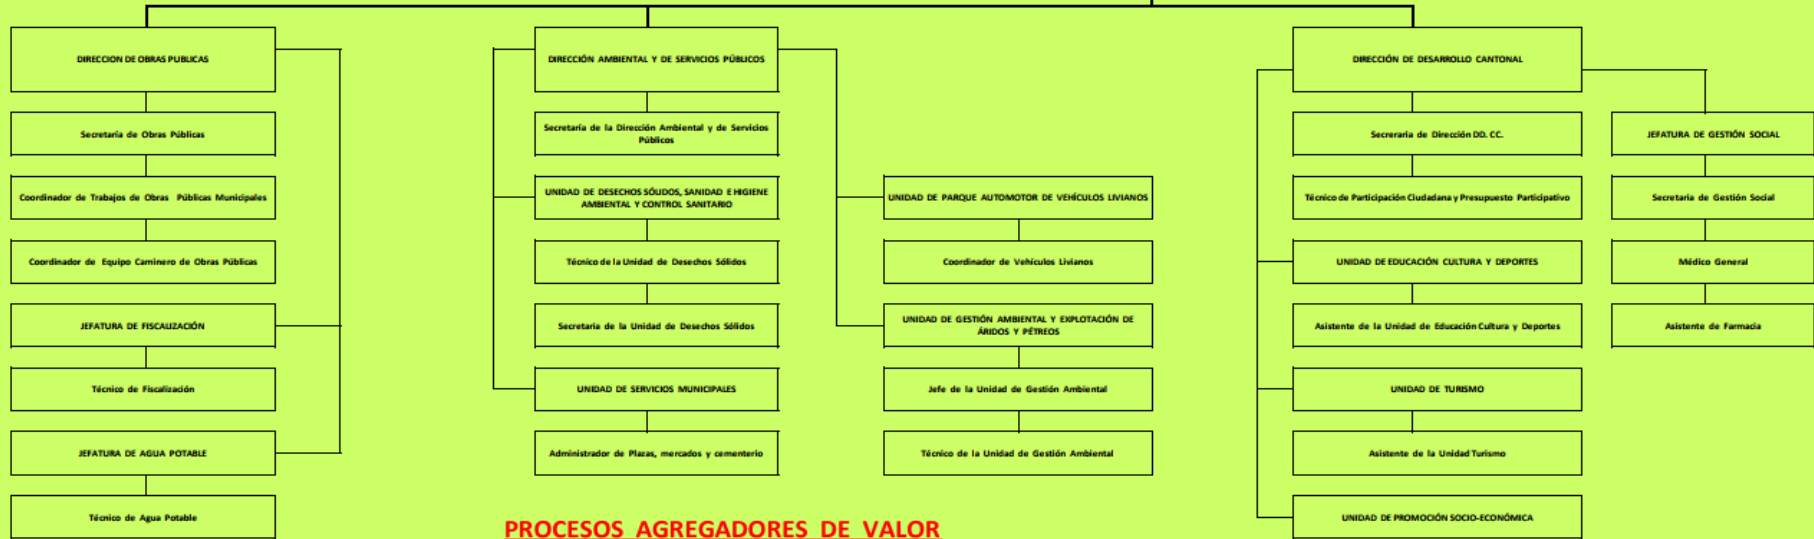 DIRECCION DE OBRAS PUBLICAS
Secretaría de Obras Públicas
Coordinador de Trabajos de Obras Públicas Municipales
Coordinador de Equipo Caminero de Obras Públicas
JEFATURA DE FISCALIZACIÓN
Técnico de Fiscalización
JEFATURA DE AGUA POTABLE
Técnico de Agua Potable
DIRECCIÓN AMBIENTAL Y DE SERVICIOS PÚBLICOS
Secretaría de la Dirección Ambiental y de Servicios
Públicos
UNIDAD DE DESECHOS SÓLIDOS, SANIDAD E HIGIENE
AMBIENTAL Y CONTROL SANITARIO
Técnico de la Unidad de Desechos Sólidos
Secretaria de la Unidad de Desechos Sólidos
UNIDAD DE SERVICIOS MUNICIPALES
Administrador de Plazas, mercados y cementerio
UNIDAD DE PARQUE AUTOMOTOR DE VEHÍCULOS LIVIANOS
Coordinador de Vehículos Livianos
UNIDAD DE GESTIÓN AMBIENTAL Y EXPLOTACIÓN DE
ÁRIDOS Y PÉTREOS
Jefe de la Unidad de Gestión Ambiental
Técnico de la Unidad de Gestión Ambiental
DIRECCIÓN DE DESARROLLO CANTONAL
Secreraria de Dirección DD. CC.
Técnico de Participación Ciudadana y Presupuesto Participativo
UNIDAD DE EDUCACIÓN CULTURA Y DEPORTES
Asistente de la Unidad de Educación Cultura y Deportes
UNIDAD DE TURISMO
Asistente de la Unidad Turismo
UNIDAD DE PROMOCIÓN SOCIO-ECONÓMICA
JEFATURA DE GESTIÓN SOCIAL
Secretaria de Gestión Social
Médico General
Asistente de Farmacia
PROCESOS AGREGADORES DE VALOR